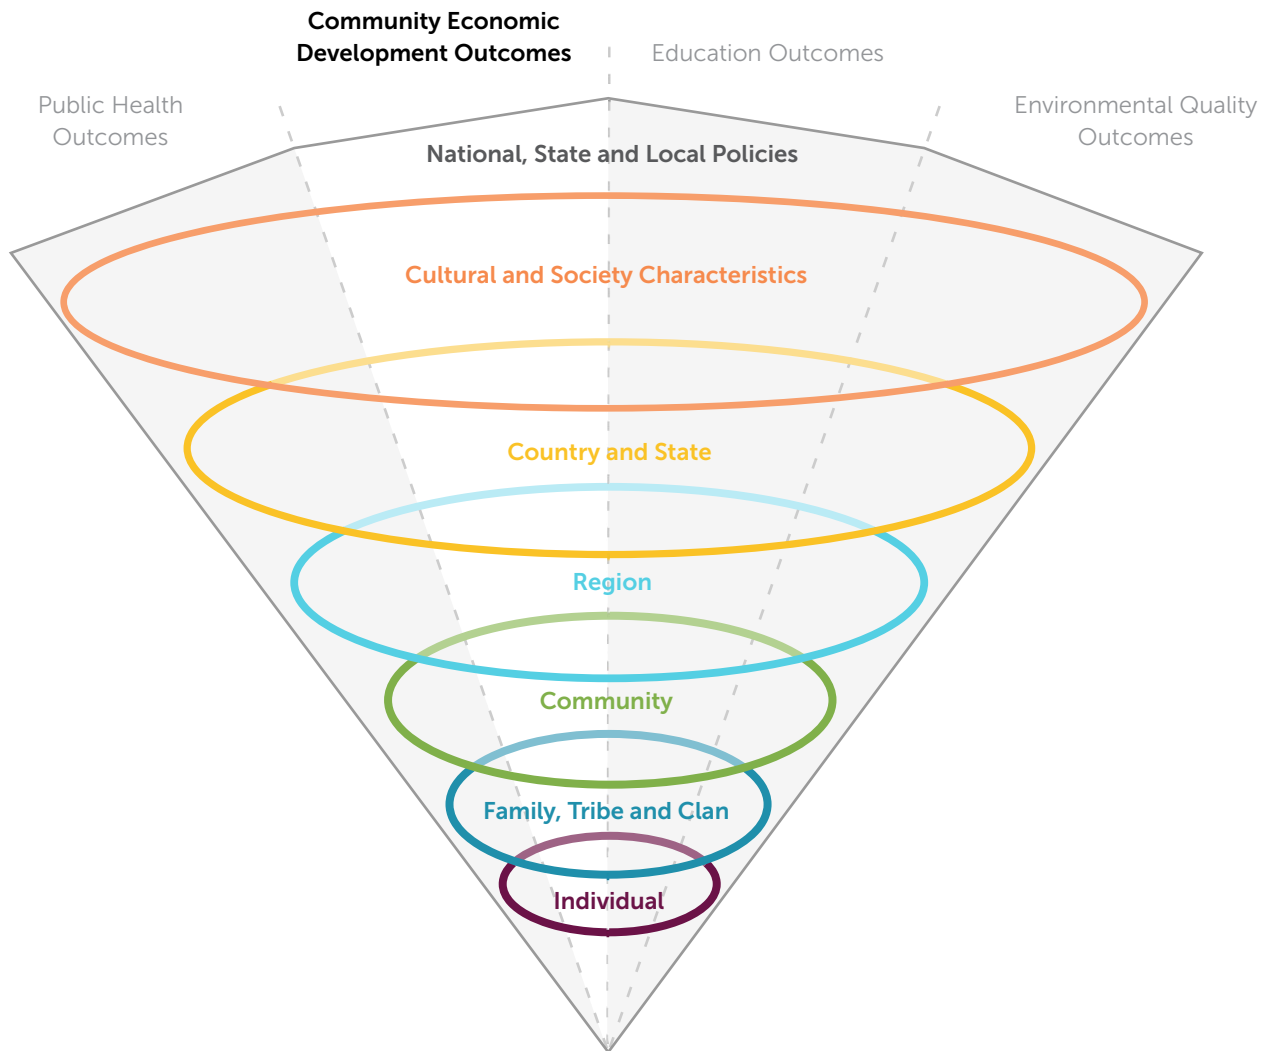 Community Economic
Development Outcomes
Education Outcomes
Public Health
Outcomes
Environmental Quality
Outcomes
National, State and Local Policies
Cultural and Society Characteristics
Country and State
Region
Community
Family, Tribe and Clan
Individual